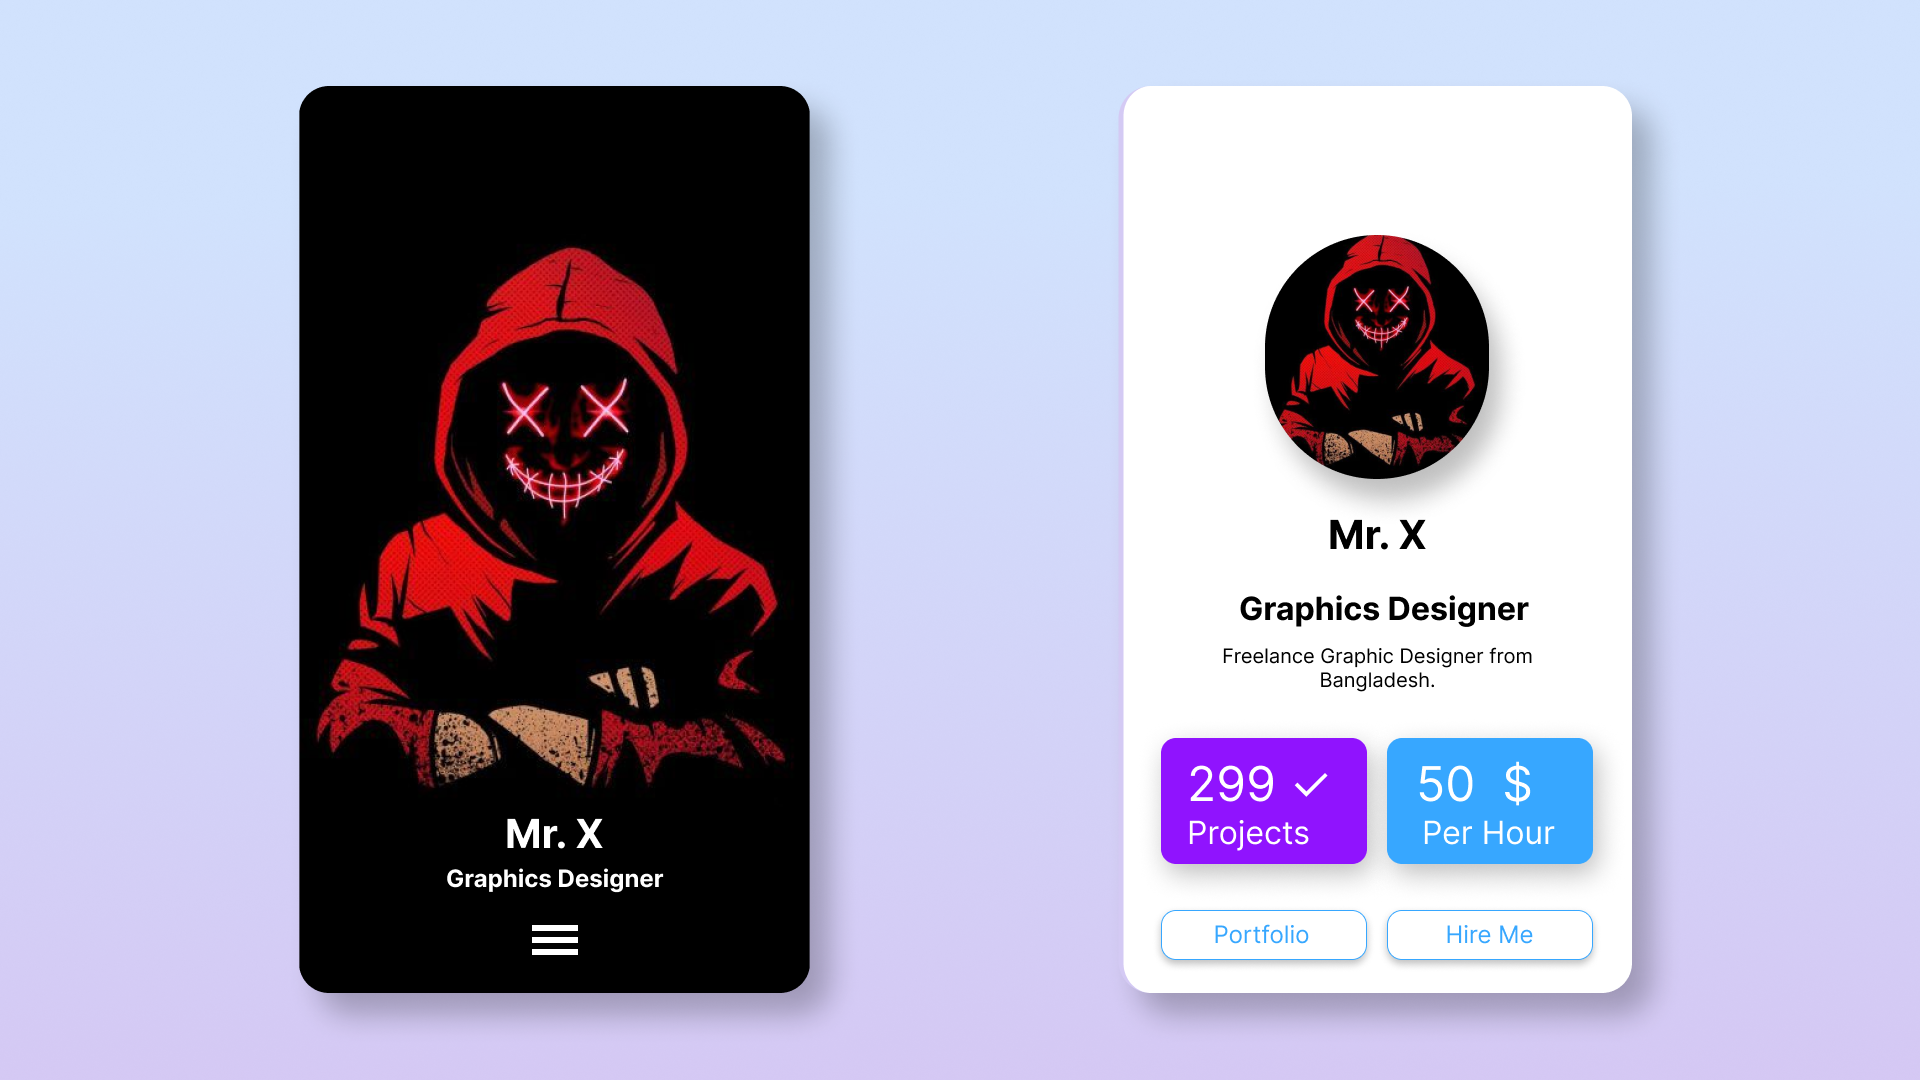 Mr. X
Graphics Designer
Mr. X
Graphics Designer
Freelance Graphic Designer from
Bangladesh.
299 ✓
Projects
50 $
Per Hour
Portfolio
Hire Me